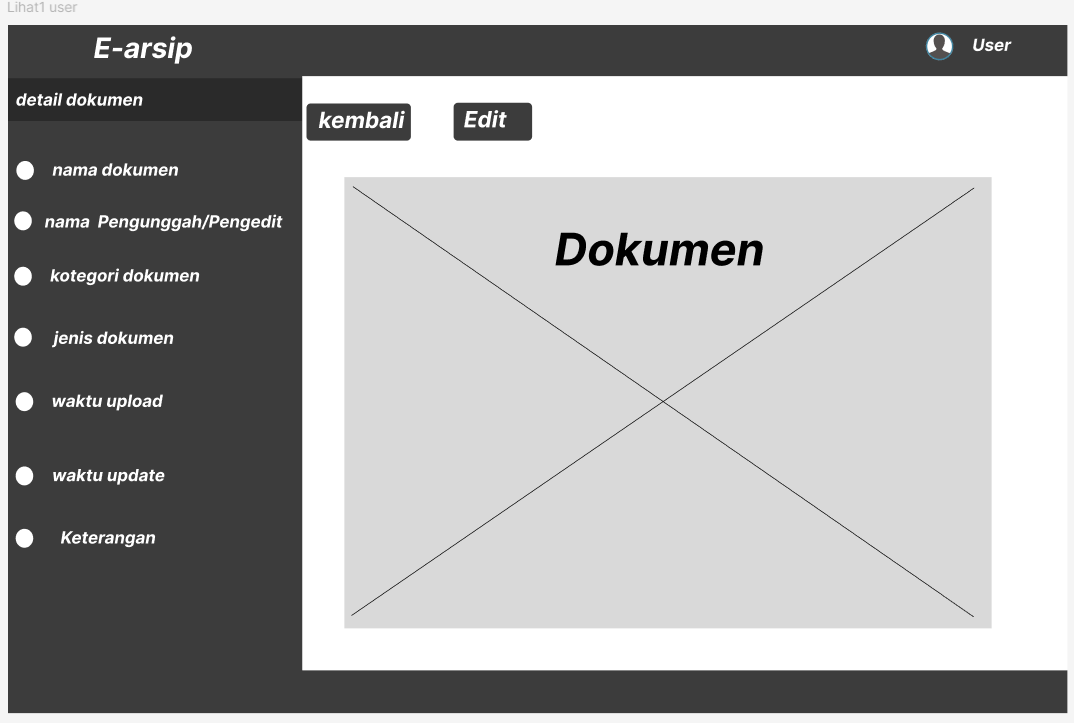 Lihat1 user
E-arsip
User
detail dokumen
kembali
Edit
nama dokumen
nama Pengunggah/Pengedit
kotegori dokumen
jenis dokumen
waktu upload
waktu update
Keterangan
Dokumen